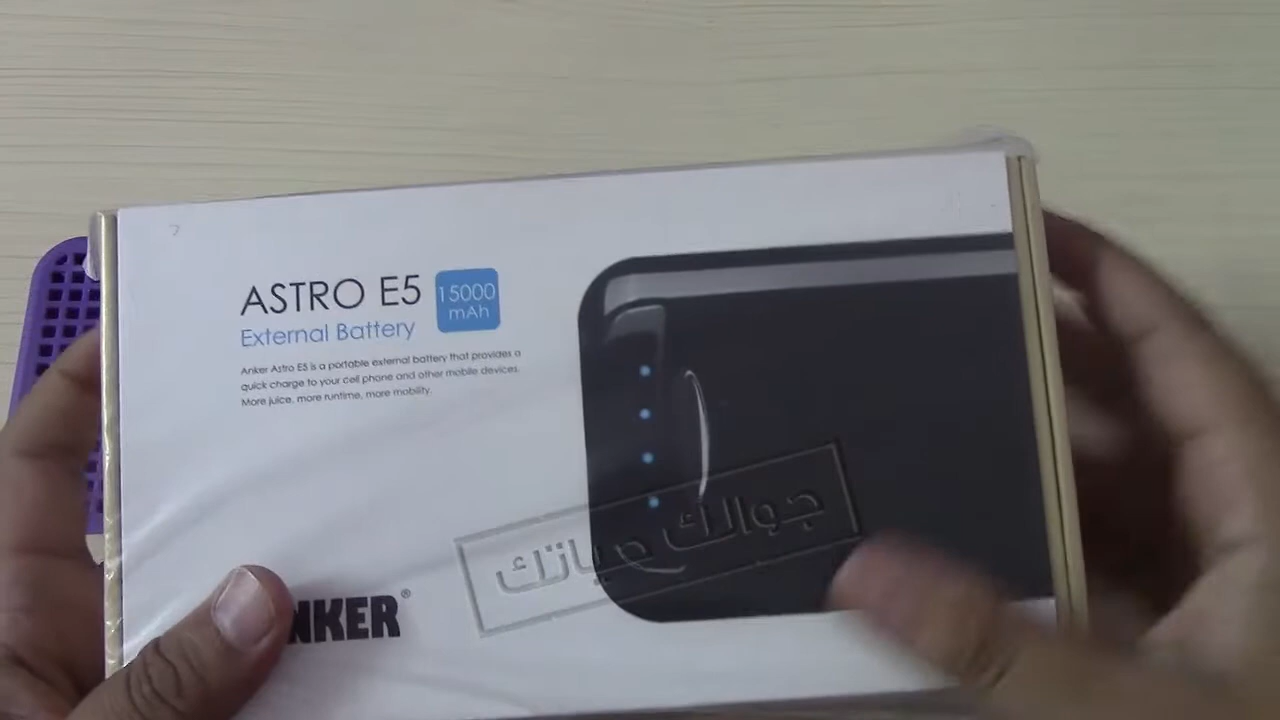 ASTRO E5
15000
mAh
External Battery
Anker Astro E5 is a portable external battery that provides a
quick charge to your cell phone and other mobile devices.
More juice, more runtime, more mobility.
جوالك حياتك
NKER®